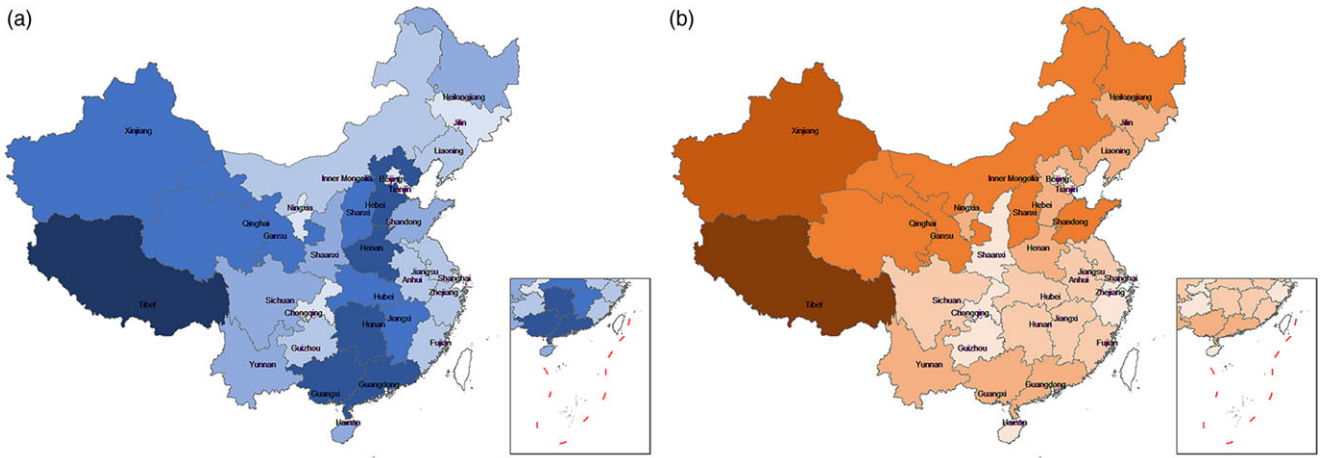 (a)
Heilongjiang
Jilin
Xinjiang
Liaoning
Inner Mongolia
Beijing
Tianjin
Ningxia
Hebei
Shanxi
Shandong
Qinghai
Gansu
Henan
Shaanxi
Jiangsu
Anhui
Shanghai
Zhejiang
Tibet
Sichuan
Hubei
Chongqing
Hunan
Jiangxi
Guizhou
Fujian
Yunnan
Guangdong
Guangxi
Hainan
(b)
Heilongjiang
Jilin
Xinjiang
Liaoning
Inner Mongolia
Beijing
Tianjin
Ningxia
Hebei
Shanxi
Shandong
Qinghai
Gansu
Henan
Shaanxi
Jiangsu
Anhui
Shanghai
Zhejiang
Tibet
Sichuan
Hubei
Chongqing
Hunan
Jiangxi
Guizhou
Fujian
Yunnan
Guangdong
Guangxi
Hainan